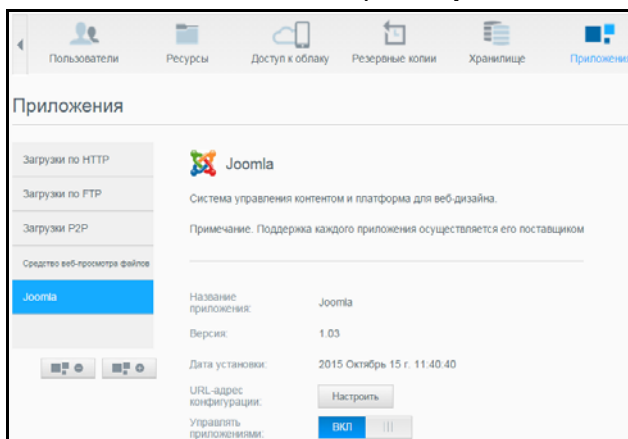 Пользователи
Ресурсы
Доступ к облаку
Резервные копии
Хранилище
Приложения
Приложения
Загрузки по HTTP
Загрузки по FTP
Загрузки P2P
Средство веб-просмотра файлов
Joomla
Joomla
Система управления контентом и платформа для веб-дизайна.
Примечание. Поддержка каждого приложения осуществляется его поставщиком
Название
приложения:
Joomla
Версия:
1.03
Дата установки:
2015 Октябрь 15 г. 11:40:40
URL-адрес
конфигурации:
Настроить
Управлять
приложениями:
ВКЛ